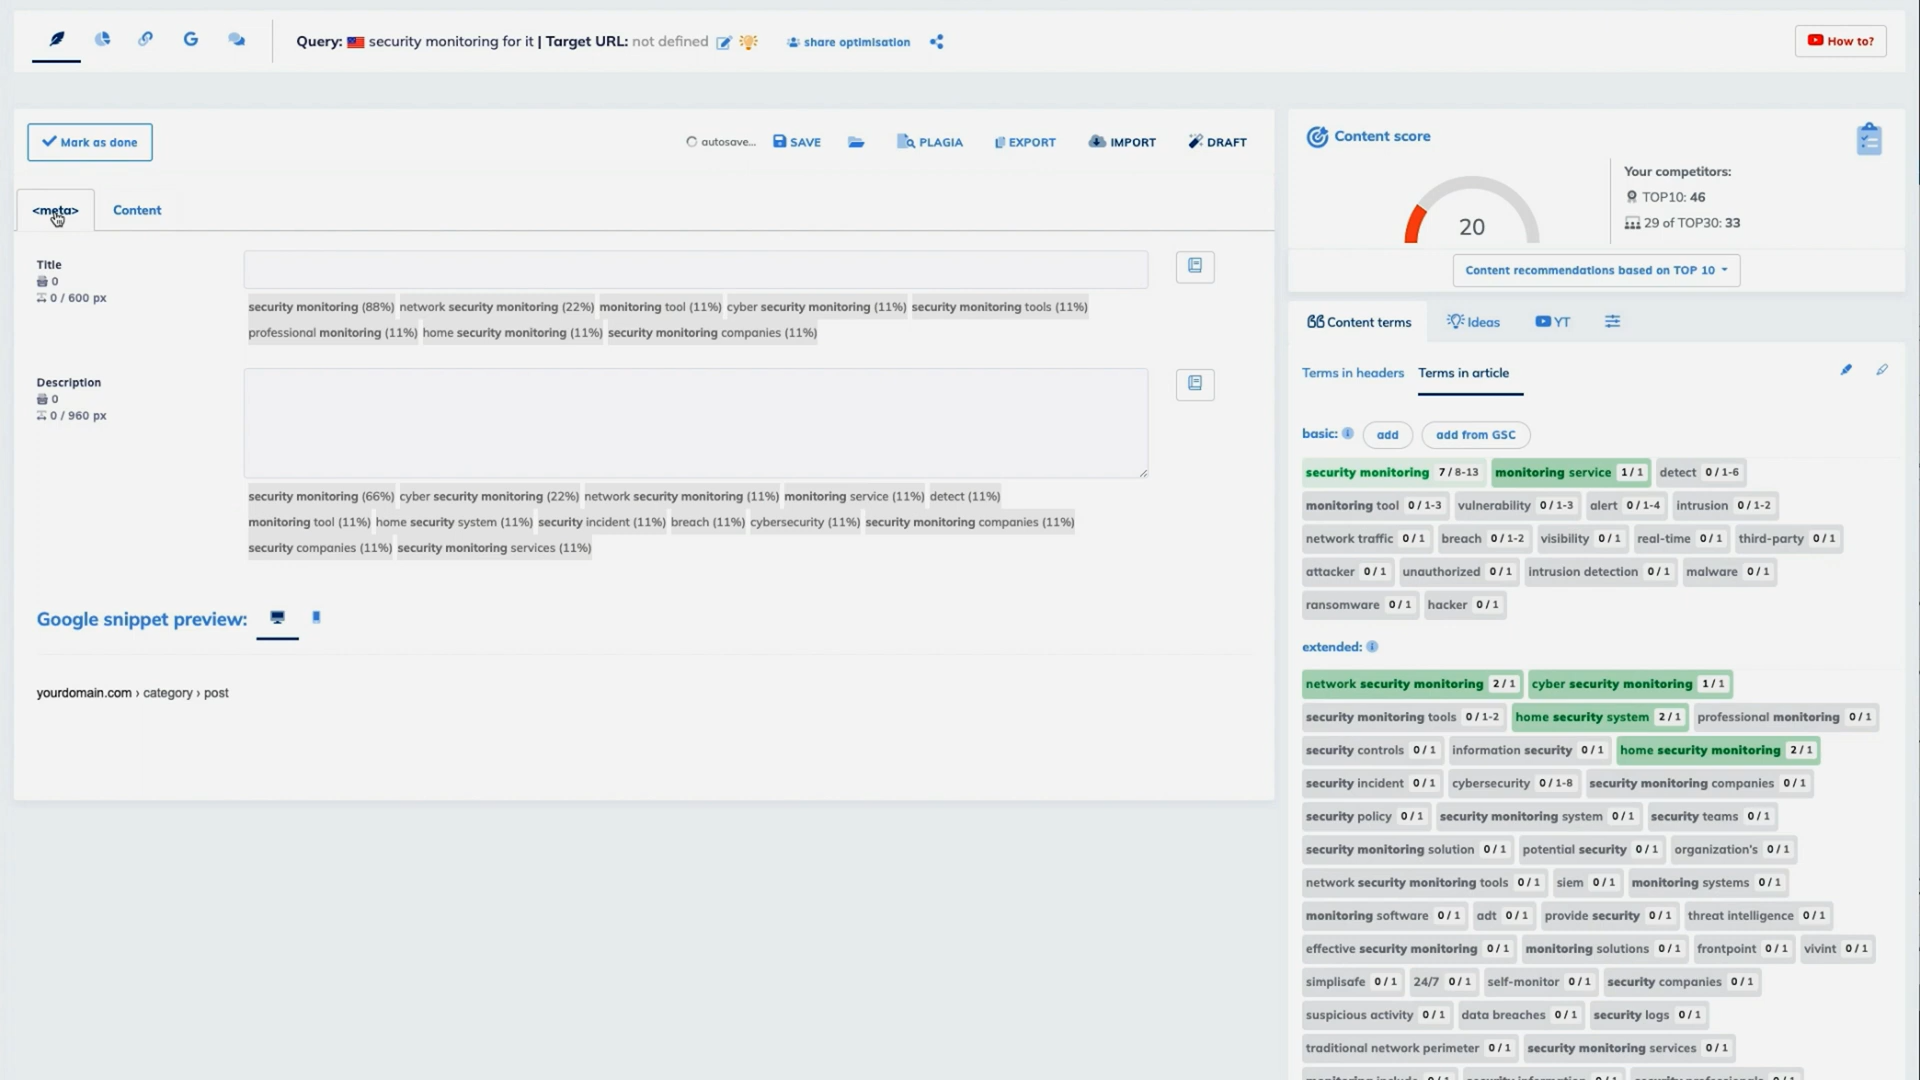 Query: security monitoring for it | Target URL: not defined
share optimisation
How to?
Mark as done
autosave...
SAVE
PLAGIA
EXPORT
IMPORT
DRAFT
<meta>
Content
Title
0
0 / 600 px
security monitoring (88%) network security monitoring (22%) monitoring tool (11%) cyber security monitoring (11%) security monitoring tools (11%)
professional monitoring (11%) home security monitoring (11%) security monitoring companies (11%)
Description
0
0 / 960 px
security monitoring (66%) cyber security monitoring (22%) network security monitoring (11%) monitoring service (11%) detect (11%)
monitoring tool (11%) home security system (11%) security incident (11%) breach (11%) cybersecurity (11%) security monitoring companies (11%)
security companies (11%) security monitoring services (11%)
Google snippet preview:
yourdomain.com › category › post
Content score
20
Your competitors:
TOP10: 46
29 of TOP30: 33
Content recommendations based on TOP 10
Content terms
Ideas
YT
Terms in headers
Terms in article
basic:
add
add from GSC
security monitoring 7 / 8-13 monitoring service 1 / 1 detect 0 / 1-6
monitoring tool 0 / 1-3 vulnerability 0 / 1-3 alert 0 / 1-4 intrusion 0 / 1-2
network traffic 0 / 1 breach 0 / 1-2 visibility 0 / 1 real-time 0 / 1 third-party 0 / 1
attacker 0 / 1 unauthorized 0 / 1 intrusion detection 0 / 1 malware 0 / 1
ransomware 0 / 1 hacker 0 / 1
extended:
network security monitoring 2 / 1 cyber security monitoring 1 / 1
security monitoring tools 0 / 1-2 home security system 2 / 1 professional monitoring 0 / 1
security controls 0 / 1 information security 0 / 1 home security monitoring 2 / 1
security incident 0 / 1 cybersecurity 0 / 1-8 security monitoring companies 0 / 1
security policy 0 / 1 security monitoring system 0 / 1 security teams 0 / 1
security monitoring solution 0 / 1 potential security 0 / 1 organization's 0 / 1
network security monitoring tools 0 / 1 siem 0 / 1 monitoring systems 0 / 1
monitoring software 0 / 1 adt 0 / 1 provide security 0 / 1 threat intelligence 0 / 1
effective security monitoring 0 / 1 monitoring solutions 0 / 1 frontpoint 0 / 1 vivint 0 / 1
simplisafe 0 / 1 24/7 0 / 1 self-monitor 0 / 1 security companies 0 / 1
suspicious activity 0 / 1 data breaches 0 / 1 security logs 0 / 1
traditional network perimeter 0 / 1 security monitoring services 0 / 1